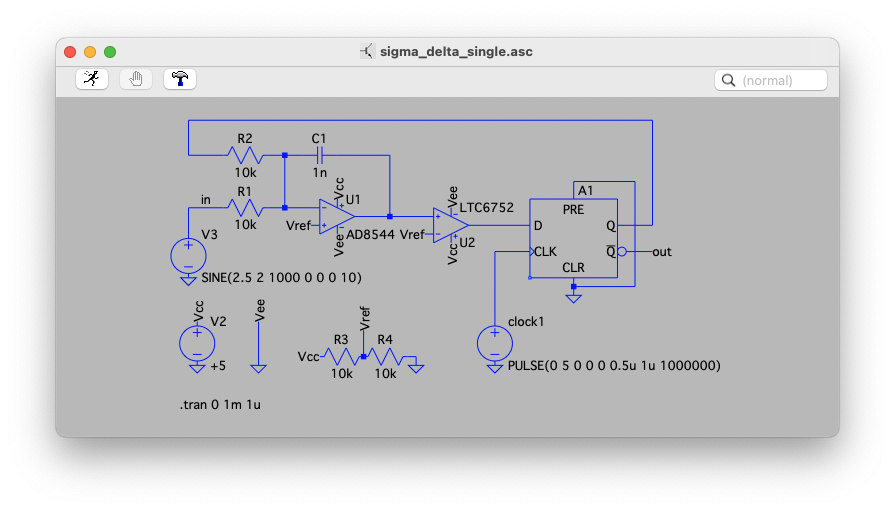 sigma_delta_single.asc
(normal)
R2
C1
10k
1n
A1
in
R1
Vcc
U1
Vee
LTC6752
PRE
10k
Vref
AD8544
Vref
U2
D
Q
V3
Vee
Vcc
CLK
Q
out
SINE(2.5 2 1000 0 0 0 10)
CLR
Vcc
V2
Vee
Vref
clock1
R3
R4
Vcc
+5
10k
10k
PULSE(0 5 0 0 0 0.5u 1u 1000000)
.tran 0 1m 1u